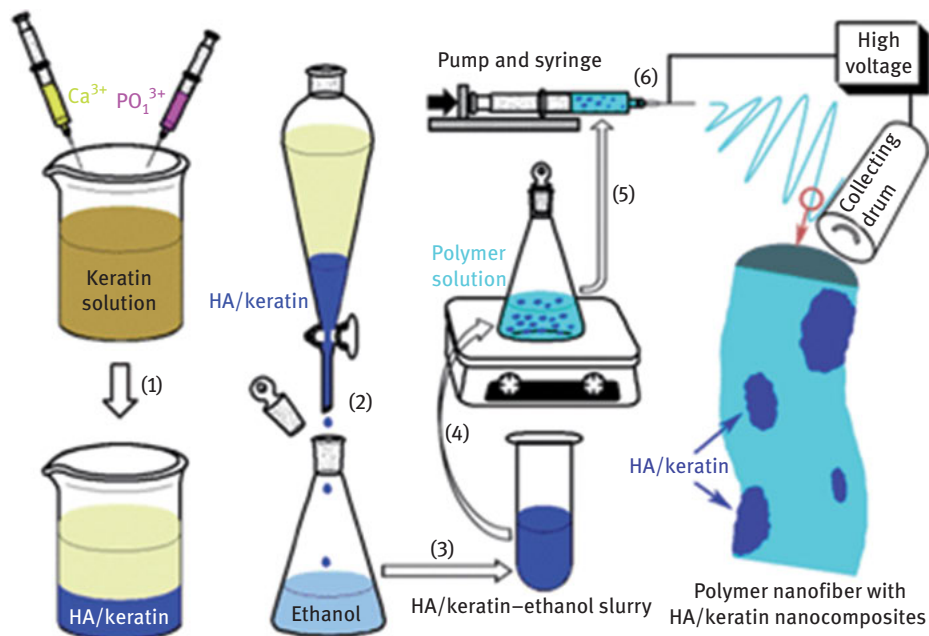 Ca³⁺ PO₁³⁺
Keratin
solution
(1)
HA/keratin
HA/keratin
(2)
Ethanol
(3)
HA/keratin–ethanol slurry
(4)
Polymer
solution
(5)
Pump and syringe
(6)
High
voltage
Collecting
drum
HA/keratin
Polymer nanofiber with
HA/keratin nanocomposites